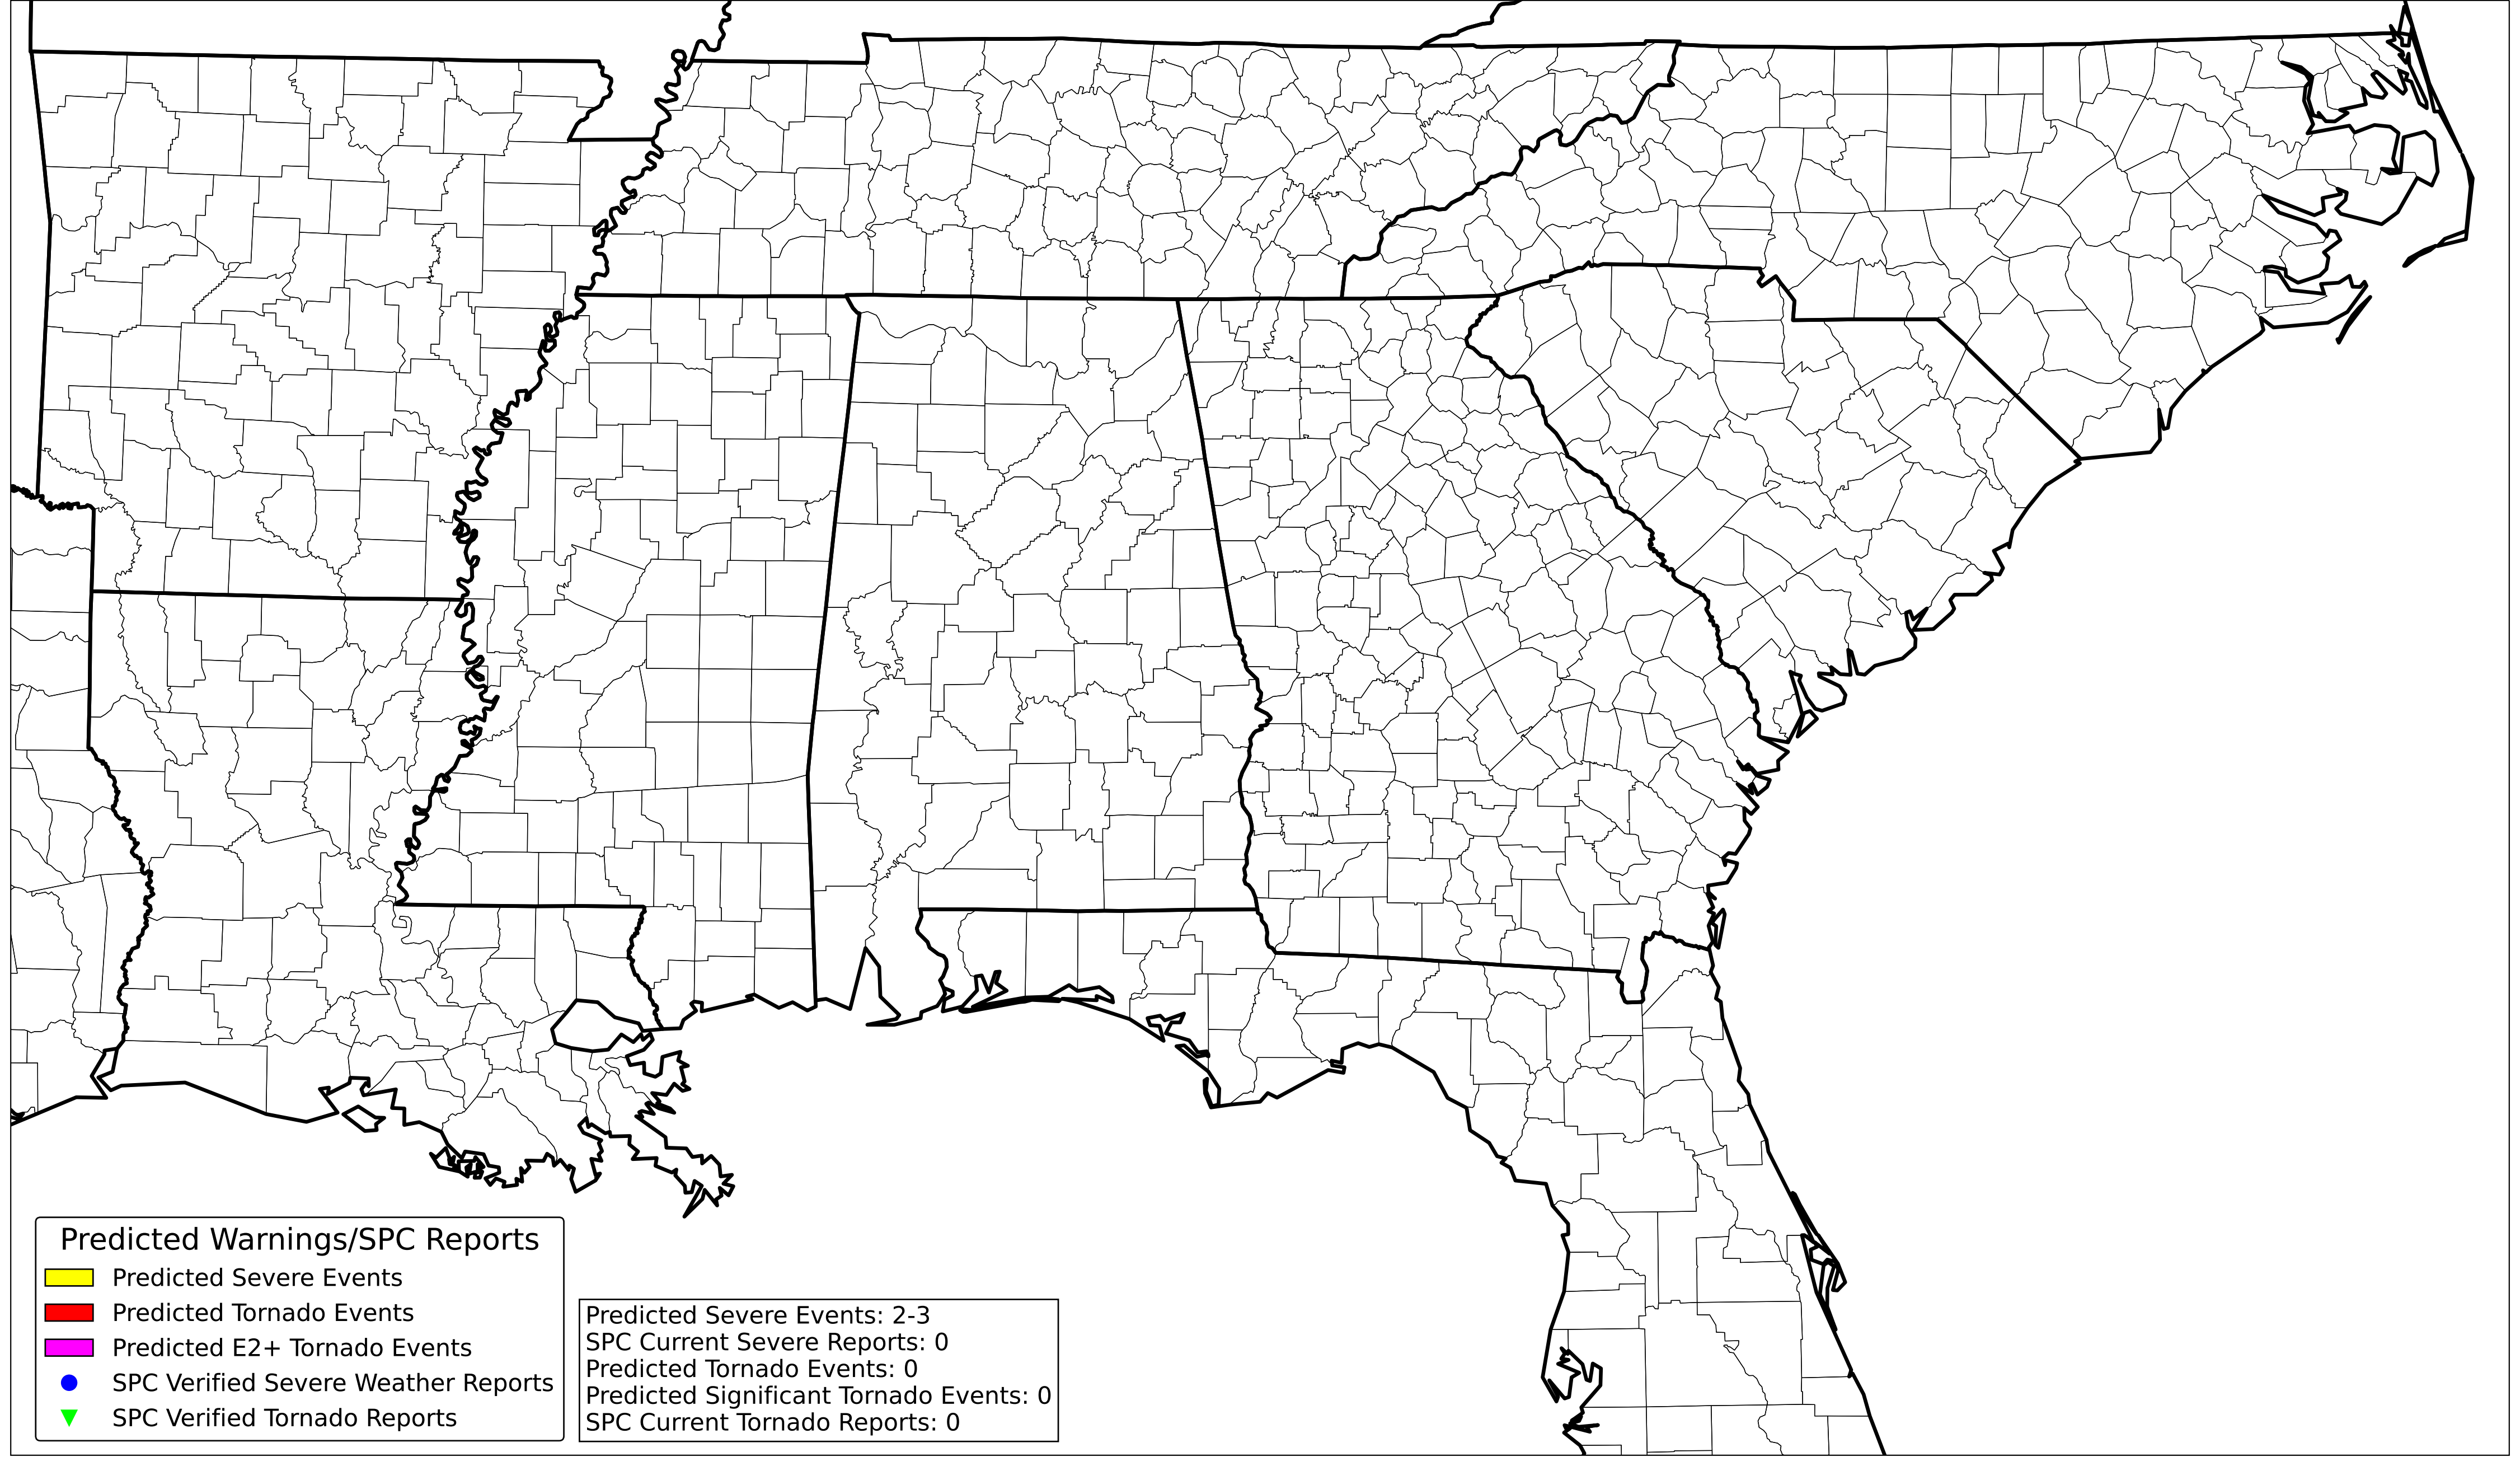 Predicted Warnings/SPC Reports
Predicted Severe Events
Predicted Tornado Events
Predicted E2+ Tornado Events
SPC Verified Severe Weather Reports
SPC Verified Tornado Reports
Predicted Severe Events: 2-3
SPC Current Severe Reports: 0
Predicted Tornado Events: 0
Predicted Significant Tornado Events: 0
SPC Current Tornado Reports: 0